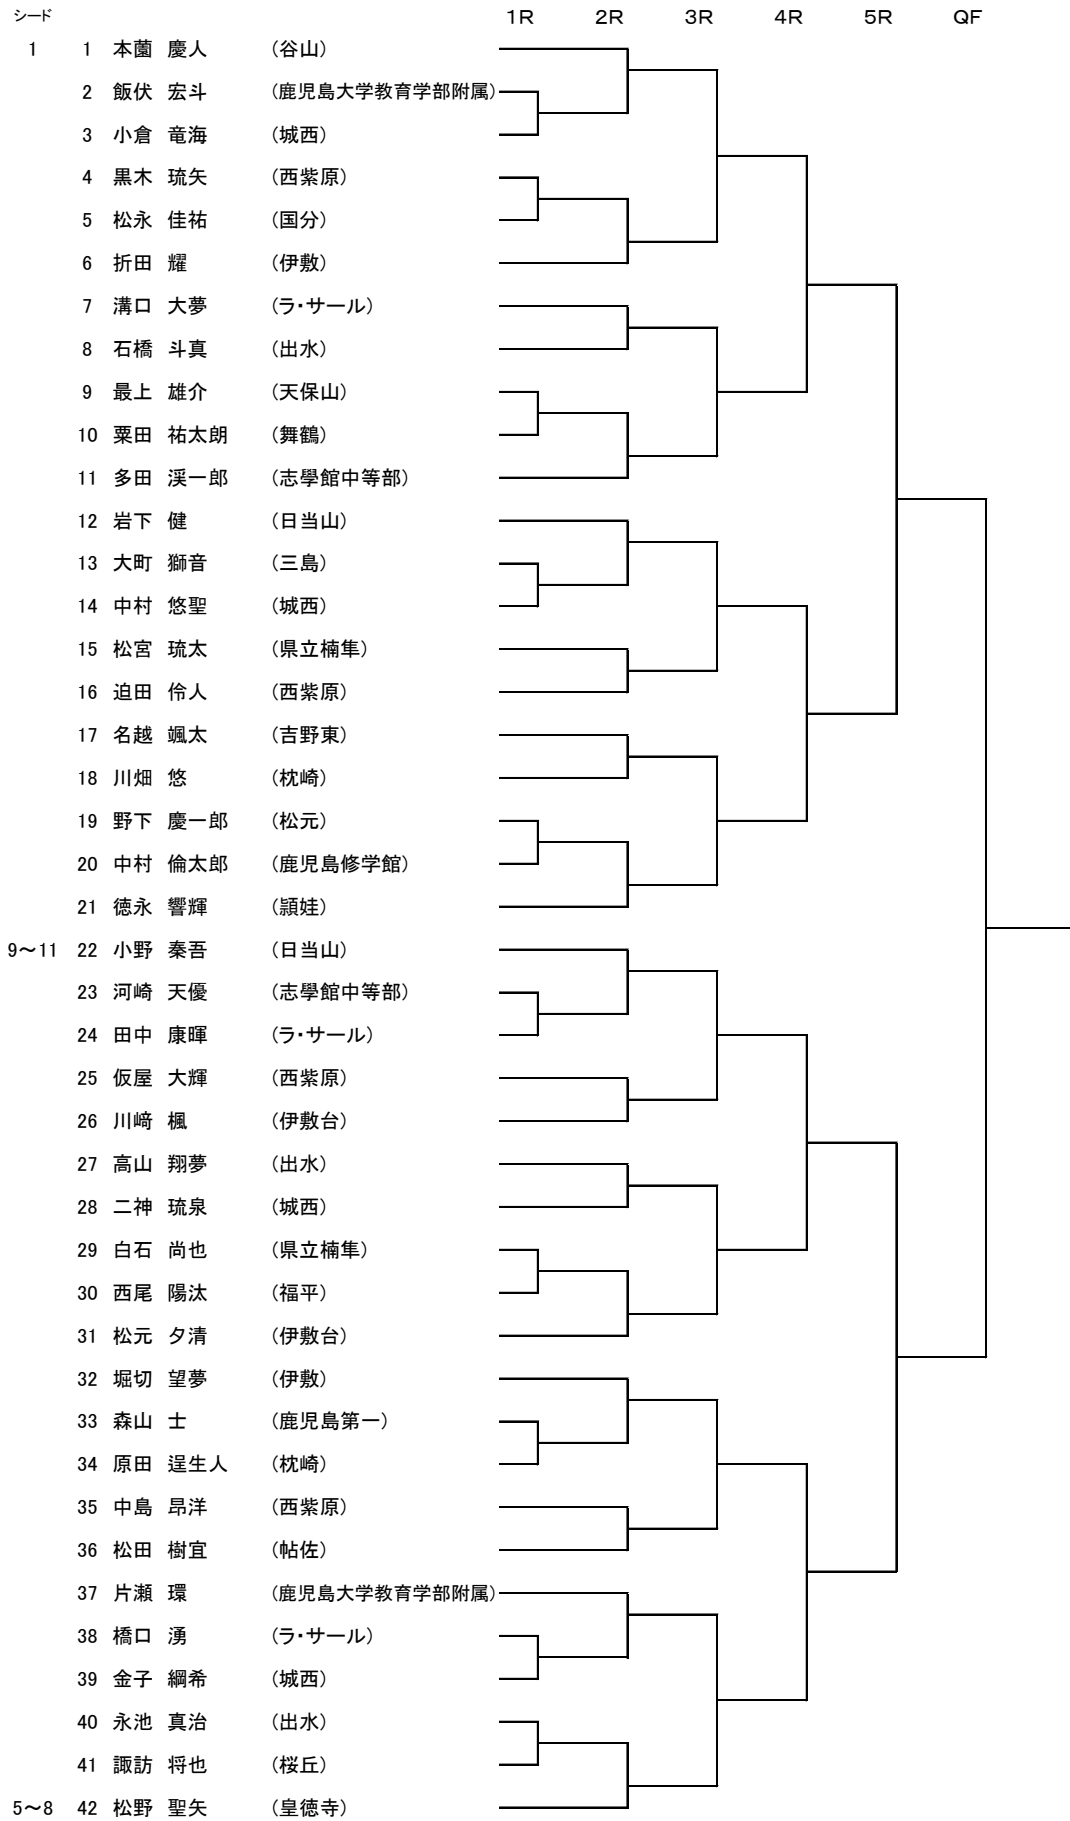 シード 1R 2R 3R 4R 5R QF
1 1 本薗 慶人 (谷山)
2 飯伏 宏斗 (鹿児島大学教育学部附属)
3 小倉 竜海 (城西)
4 黒木 琉矢 (西紫原)
5 松永 佳祐 (国分)
6 折田 耀 (伊敷)
7 溝口 大夢 (ラ・サール)
8 石橋 斗真 (出水)
9 最上 雄介 (天保山)
10 粟田 祐太朗 (舞鶴)
11 多田 渓一郎 (志學館中等部)
12 岩下 健 (日当山)
13 大町 獅音 (三島)
14 中村 悠聖 (城西)
15 松宮 琉太 (県立楠隼)
16 迫田 伶人 (西紫原)
17 名越 颯太 (吉野東)
18 川畑 悠 (枕崎)
19 野下 慶一郎 (松元)
20 中村 倫太郎 (鹿児島修学館)
21 徳永 響輝 (頴娃)
9～11 22 小野 秦吾 (日当山)
23 河崎 天優 (志學館中等部)
24 田中 康暉 (ラ・サール)
25 仮屋 大輝 (西紫原)
26 川﨑 楓 (伊敷台)
27 高山 翔夢 (出水)
28 二神 琉泉 (城西)
29 白石 尚也 (県立楠隼)
30 西尾 陽汰 (福平)
31 松元 夕清 (伊敷台)
32 堀切 望夢 (伊敷)
33 森山 士 (鹿児島第一)
34 原田 逞生人 (枕崎)
35 中島 昂洋 (西紫原)
36 松田 樹宜 (帖佐)
37 片瀬 環 (鹿児島大学教育学部附属)
38 橋口 湧 (ラ・サール)
39 金子 綱希 (城西)
40 永池 真治 (出水)
41 諏訪 将也 (桜丘)
5～8 42 松野 聖矢 (皇徳寺)